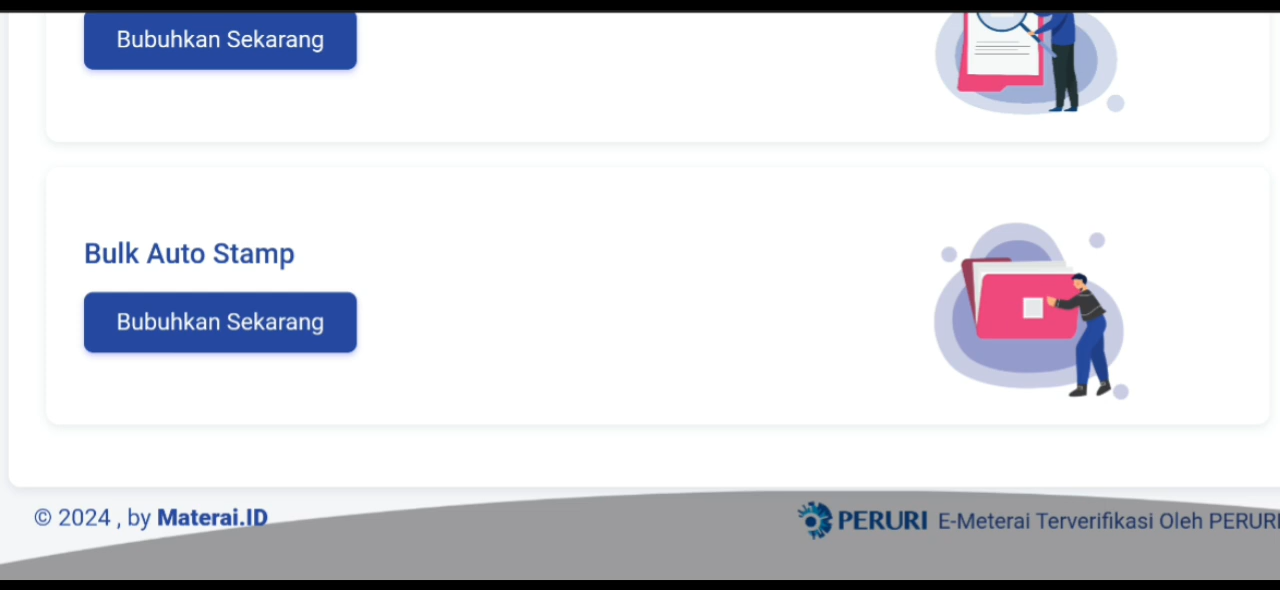 Bubuhkan Sekarang
Bulk Auto Stamp
Bubuhkan Sekarang
© 2024 , by Materai.ID
PERURI E-Meterai Terverifikasi Oleh PERURI